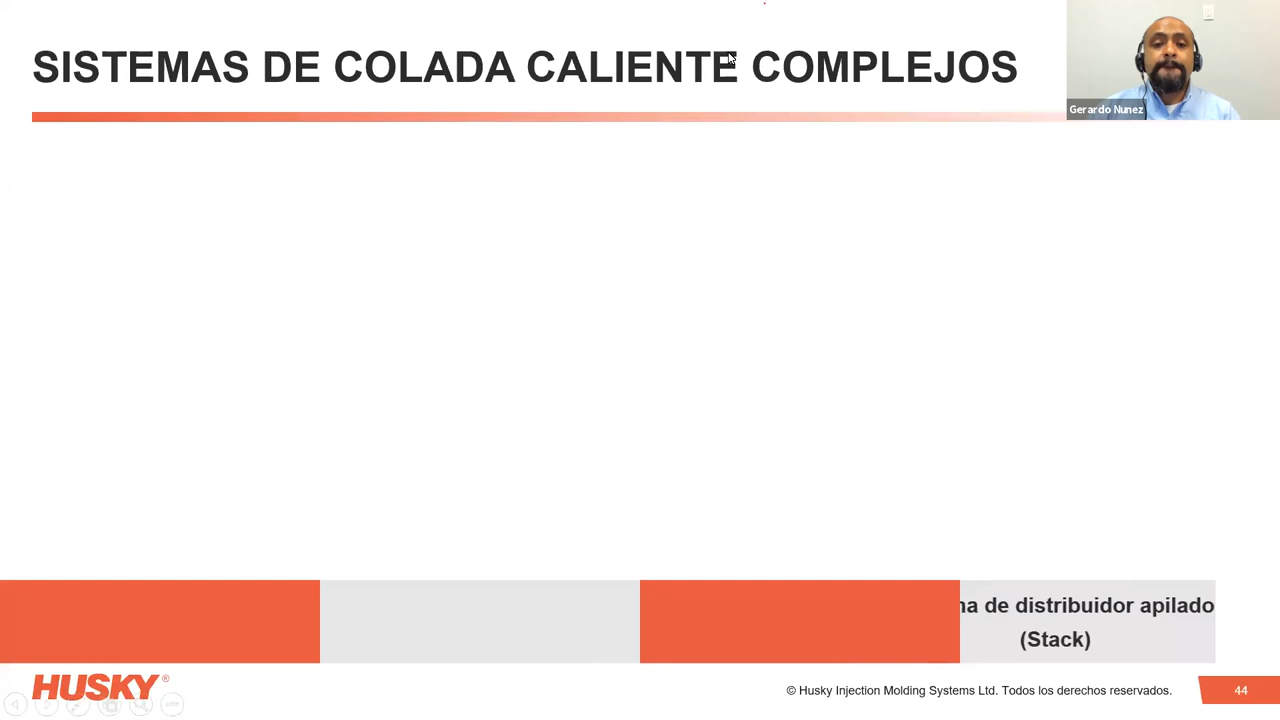 SISTEMAS DE COLADA CALIENTE COMPLEJOS
Gerardo Nunez
de distribuidor apilado
(Stack)
HUSKY®
© Husky Injection Molding Systems Ltd. Todos los derechos reservados.
44